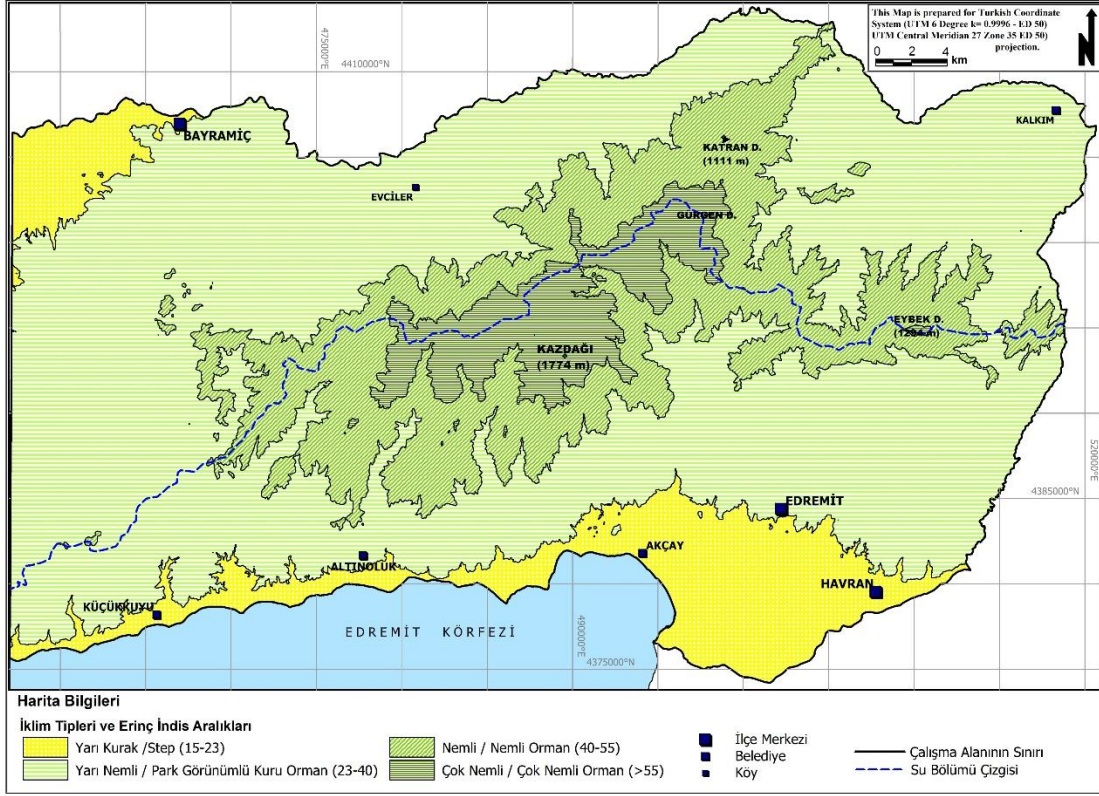 This Map is prepared for Turkish Coordinate
System (UTM 6 Degree k= 0.9996 - ED 50)
UTM Central Meridian 27 Zone 35 ED 50)
projection.
0 2 4 km
N
475000°E
4410000°N
BAYRAMİÇ
KALKIM
KATRAN D.
(1111 m)
EVCİLER
GÜRGEN D.
EYBEK D.
KAZDAĞI
(1774 m)
520000°E
4385000°N
EDREMİT
AKÇAY
ALTINOLUK
HAVRAN
KÜÇÜKKUYU
EDREMİT KÖRFEZİ
490000°E
4375000°N
Harita Bilgileri
İklim Tipleri ve Erinç İndis Aralıkları
Yarı Kurak /Step (15-23)
Yarı Nemli / Park Görünümlü Kuru Orman (23-40)
Nemli / Nemli Orman (40-55)
Çok Nemli / Çok Nemli Orman (>55)
İlçe Merkezi
Belediye
Köy
Çalışma Alanının Sınırı
Su Bölümü Çizgisi